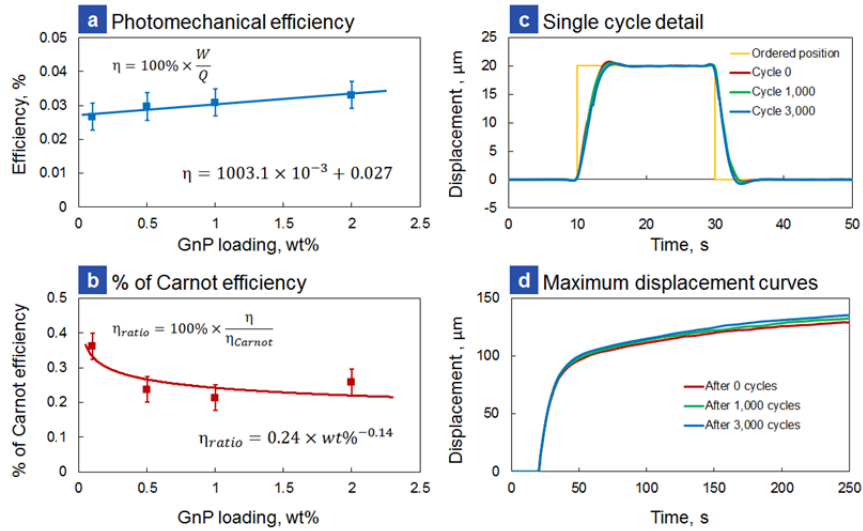 a Photomechanical efficiency
Efficiency, %
0.05
0.04
0.03
0.02
0.01
0
η = 100% × W/Q
η = 1003.1 × 10⁻³ + 0.027
0 0.5 1 1.5 2 2.5
GnP loading, wt%
c Single cycle detail
Displacement , μm
25
20
15
10
5
0
-5
Ordered position
Cycle 0
Cycle 1,000
Cycle 3,000
0 10 20 30 40 50
Time, s
b % of Carnot efficiency
% of Carnot efficiency
0.5
0.4
0.3
0.2
0.1
0
η_ratio = 100% × η/η_Carnot
η_ratio = 0.24 × wt%^−0.14
0 0.5 1 1.5 2 2.5
GnP loading, wt%
d Maximum displacement curves
Displacement , μm
150
100
50
0
After 0 cycles
After 1,000 cycles
After 3,000 cycles
0 50 100 150 200 250
Time, s